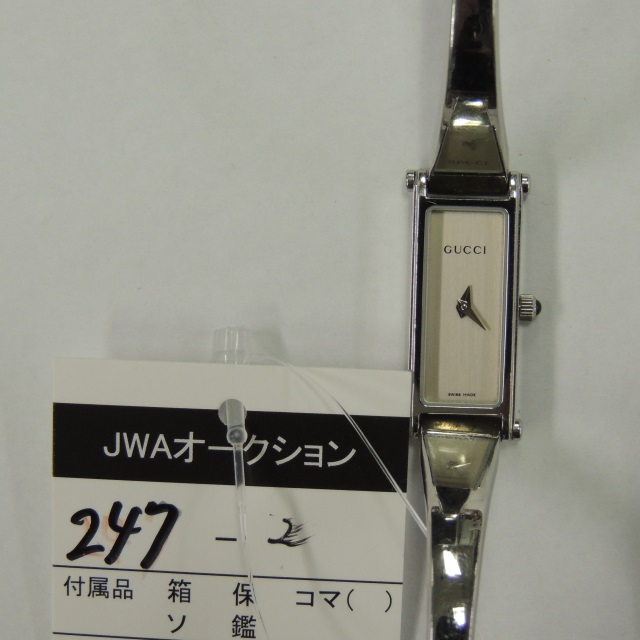 GUCCI
SWISS MADE
JWAオークション
247 - 2
付属品 箱 保 コマ( )
ソ 鑑